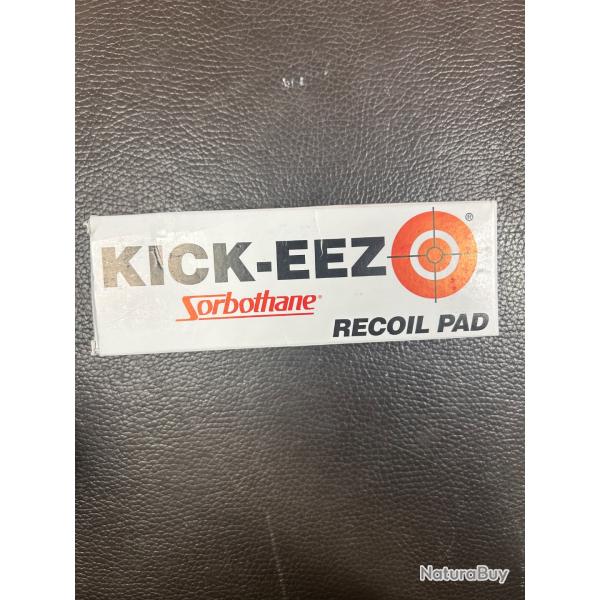 KICK-EEZ ®
Sorbothane®
RECOIL PAD
NaturaBuy